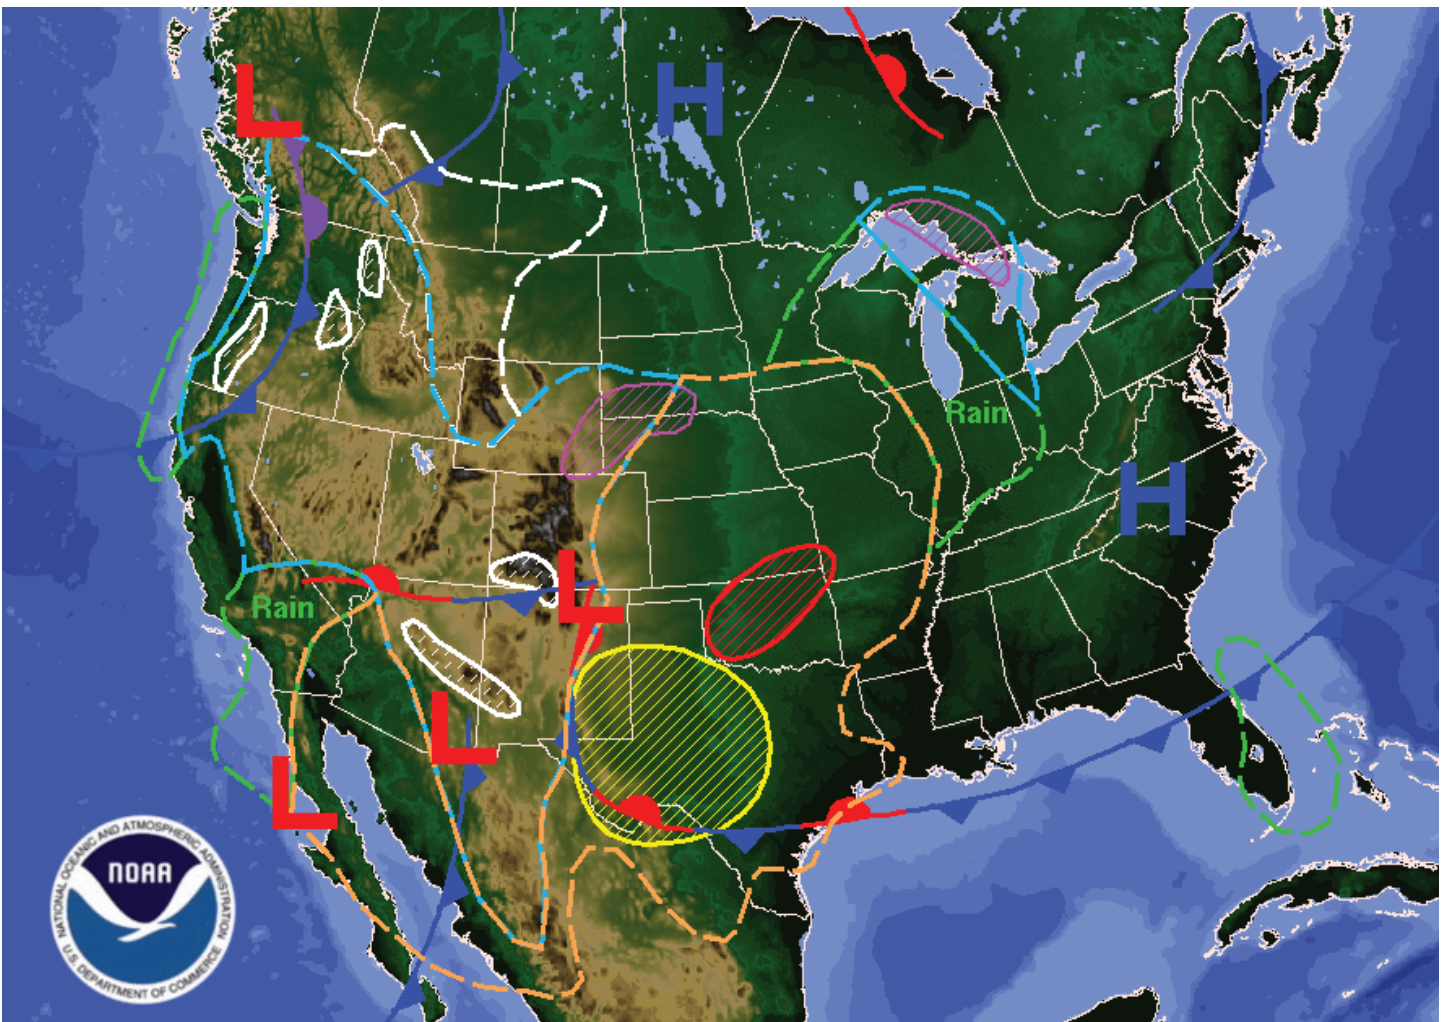 L
H
Rain
H
L
Rain
L
L
NOAA
NATIONAL OCEANIC AND ATMOSPHERIC ADMINISTRATION
U.S. DEPARTMENT OF COMMERCE